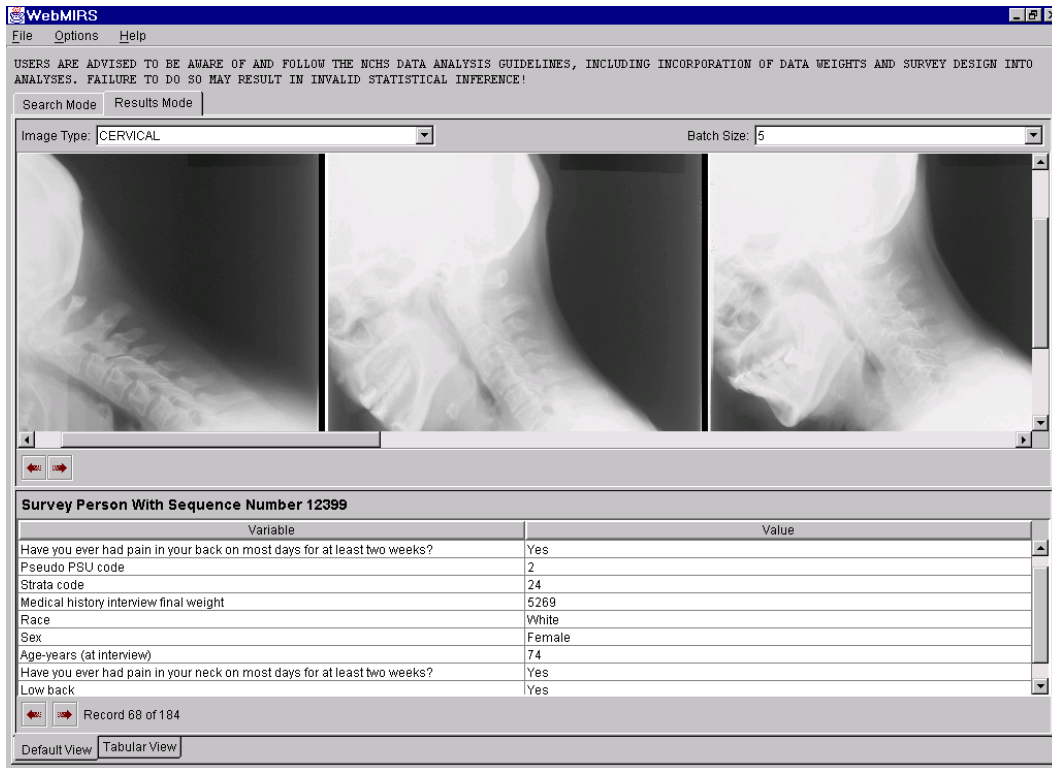 WebMIRS
File Options Help
USERS ARE ADVISED TO BE AWARE OF AND FOLLOW THE NCHS DATA ANALYSIS GUIDELINES, INCLUDING INCORPORATION OF DATA WEIGHTS AND SURVEY DESIGN INTO
ANALYSES. FAILURE TO DO SO MAY RESULT IN INVALID STATISTICAL INFERENCE!
Search Mode Results Mode
Image Type: CERVICAL Batch Size: 5
Survey Person With Sequence Number 12399
Variable Value
Have you ever had pain in your back on most days for at least two weeks? Yes
Pseudo PSU code 2
Strata code 24
Medical history interview final weight 5269
Race White
Sex Female
Age-years (at interview) 74
Have you ever had pain in your neck on most days for at least two weeks? Yes
Low back Yes
Record 68 of 184
Default View Tabular View